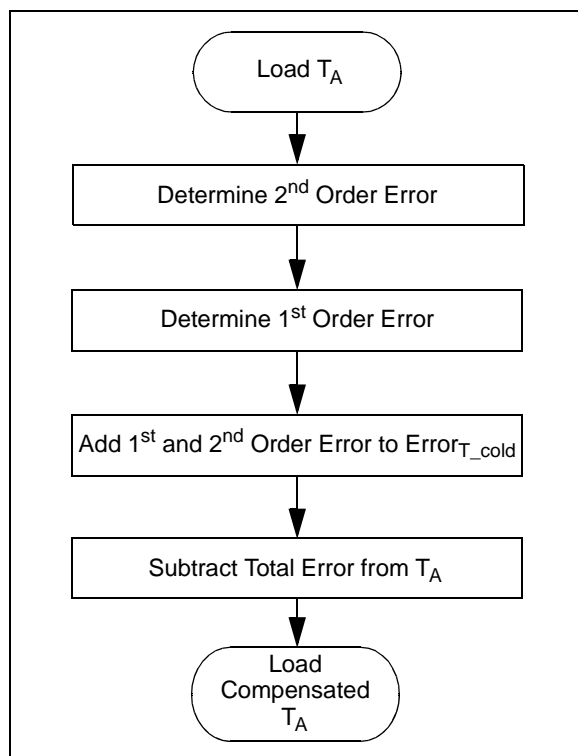 Load T_A
Determine 2^nd Order Error
Determine 1^st Order Error
Add 1^st and 2^nd Order Error to Error_T_cold
Subtract Total Error from T_A
Load
Compensated
T_A